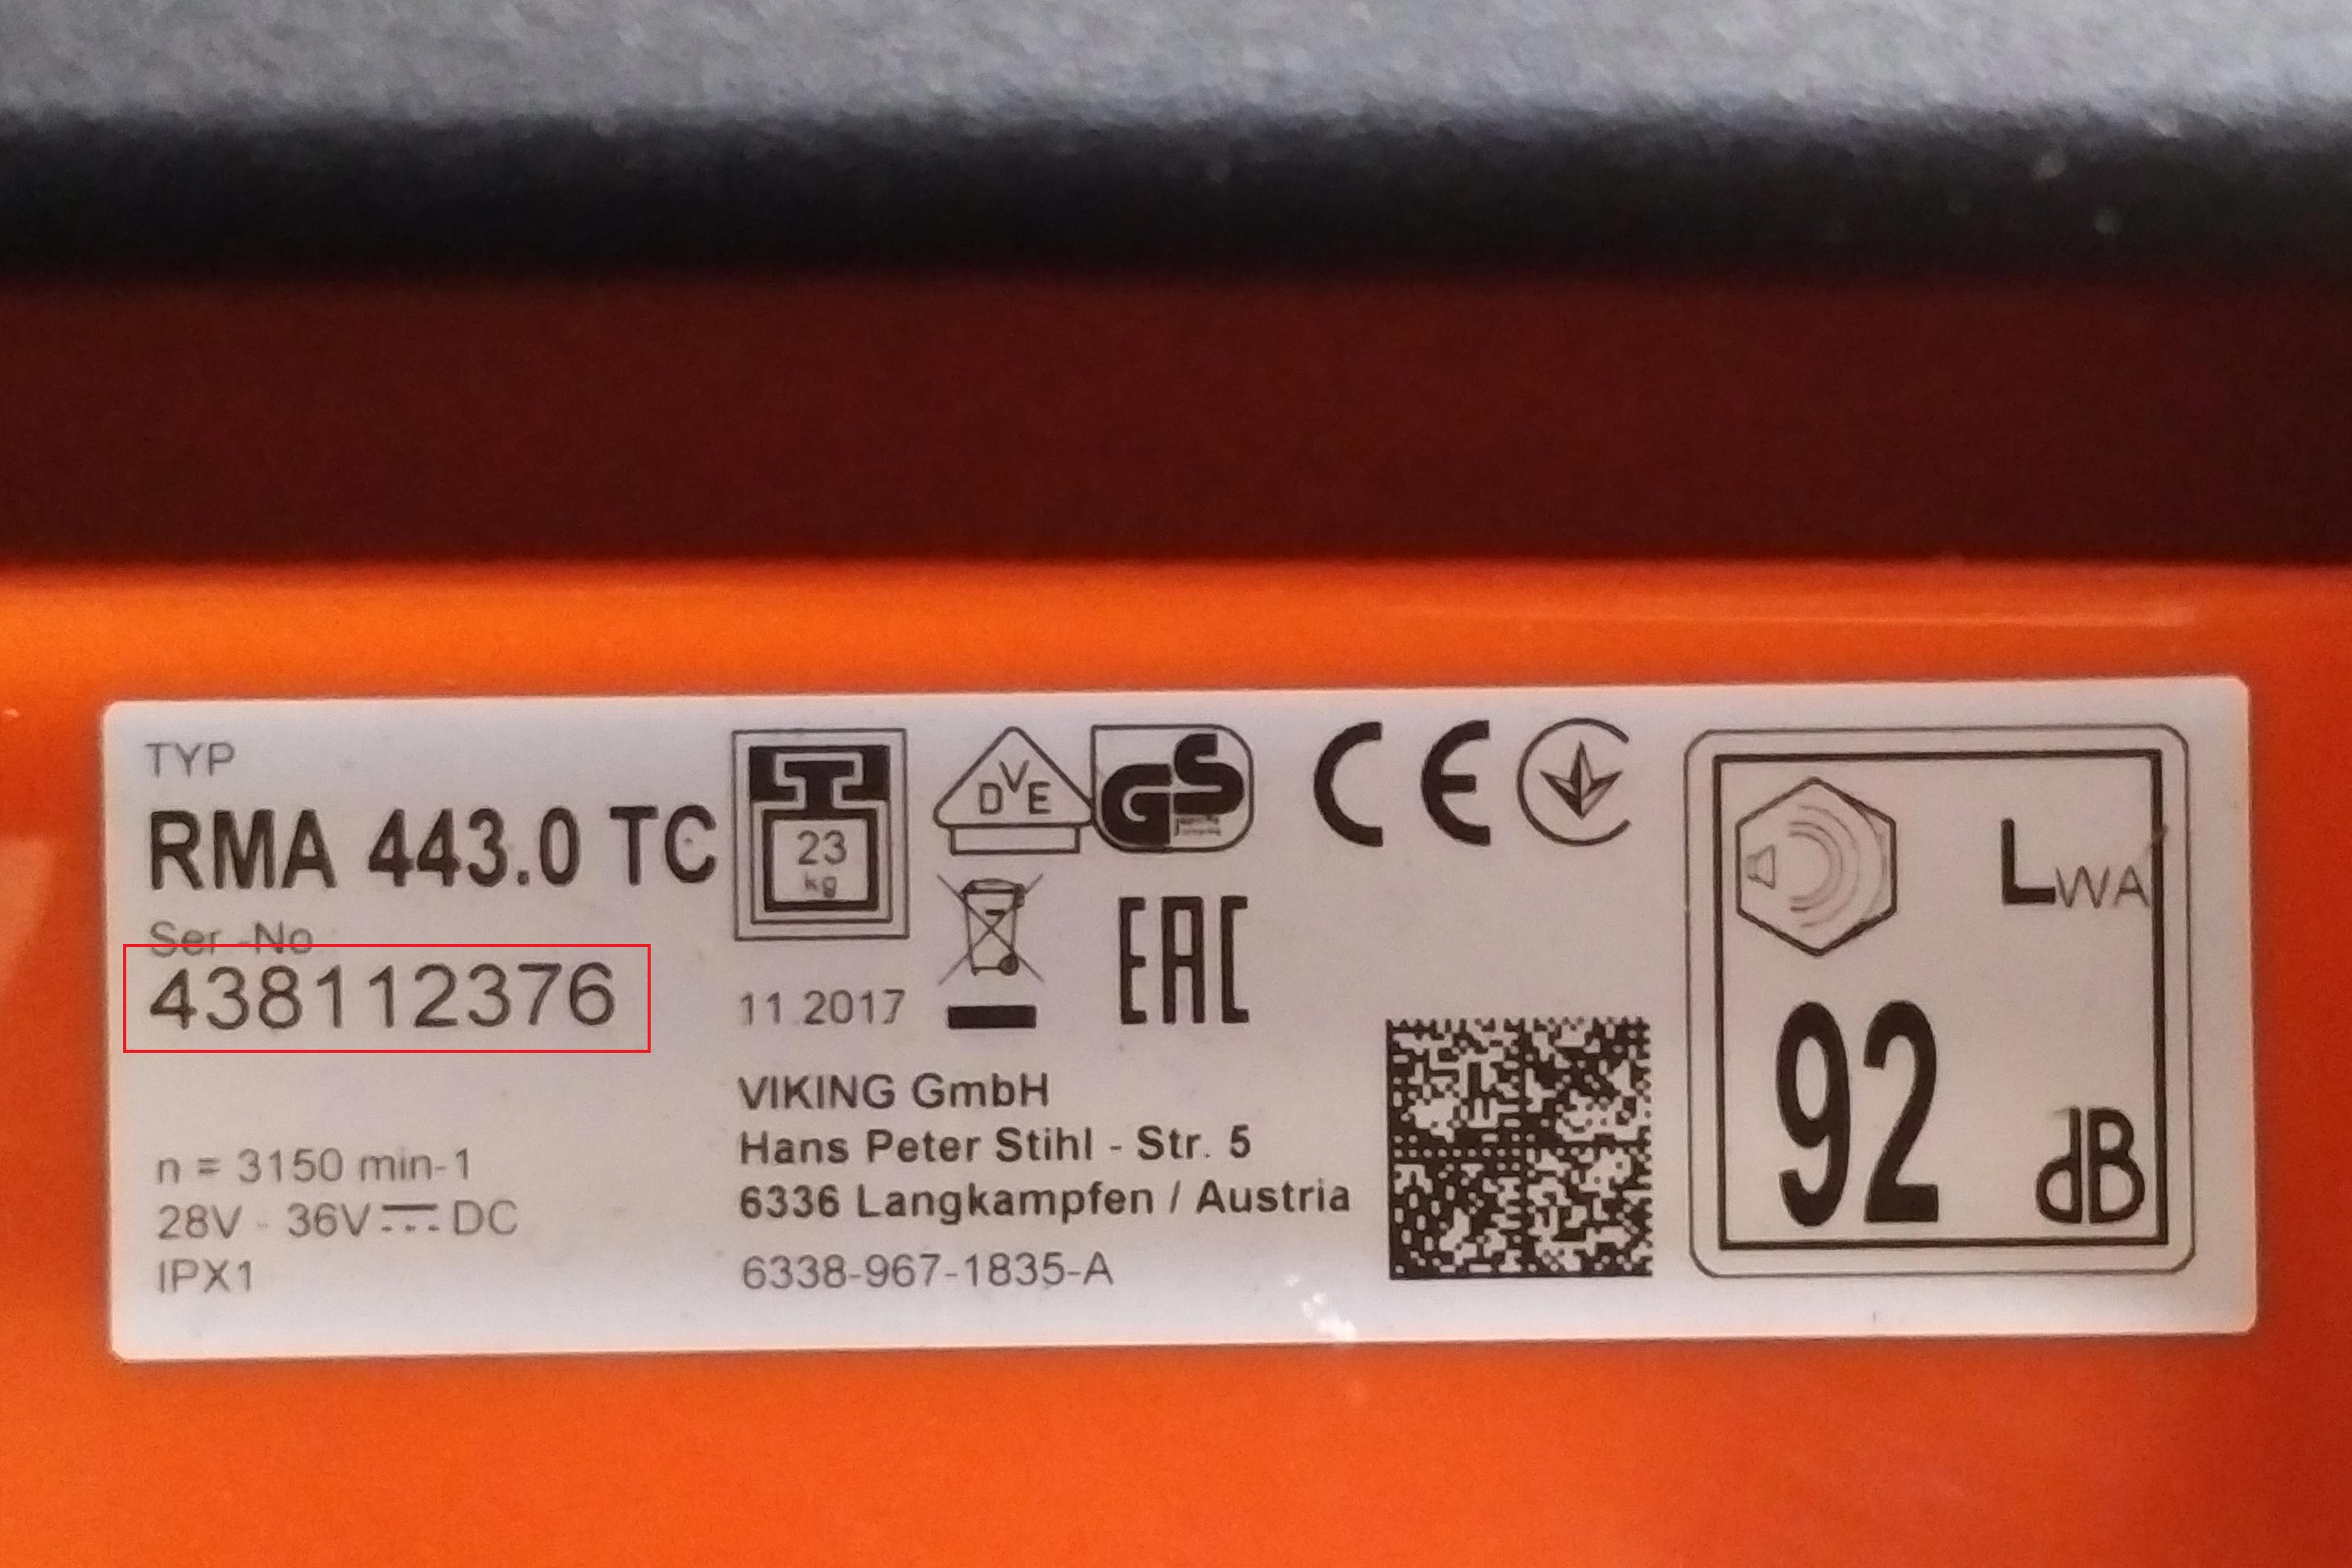 TYP
RMA 443.0 TC
Ser.-No
438112376
n = 3150 min-1
28V - 36V DC
IPX1
23
kg
11.2017
DVE
GS
CE
EAC
VIKING GmbH
Hans Peter Stihl - Str. 5
6336 Langkampfen / Austria
6338-967-1835-A
LWA
92
dB